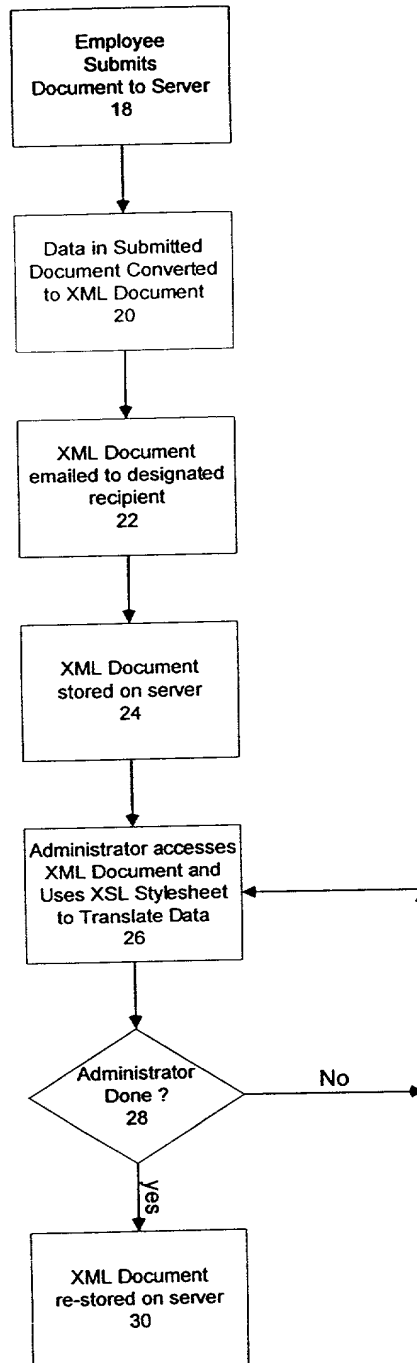 Employee
Submits
Document to Server
18
Data in Submitted
Document Converted
to XML Document
20
XML Document
emailed to designated
recipient
22
XML Document
stored on server
24
Administrator accesses
XML Document and
Uses XSL Stylesheet
to Translate Data
26
Administrator
Done ?
28
No
yes
XML Document
re-stored on server
30